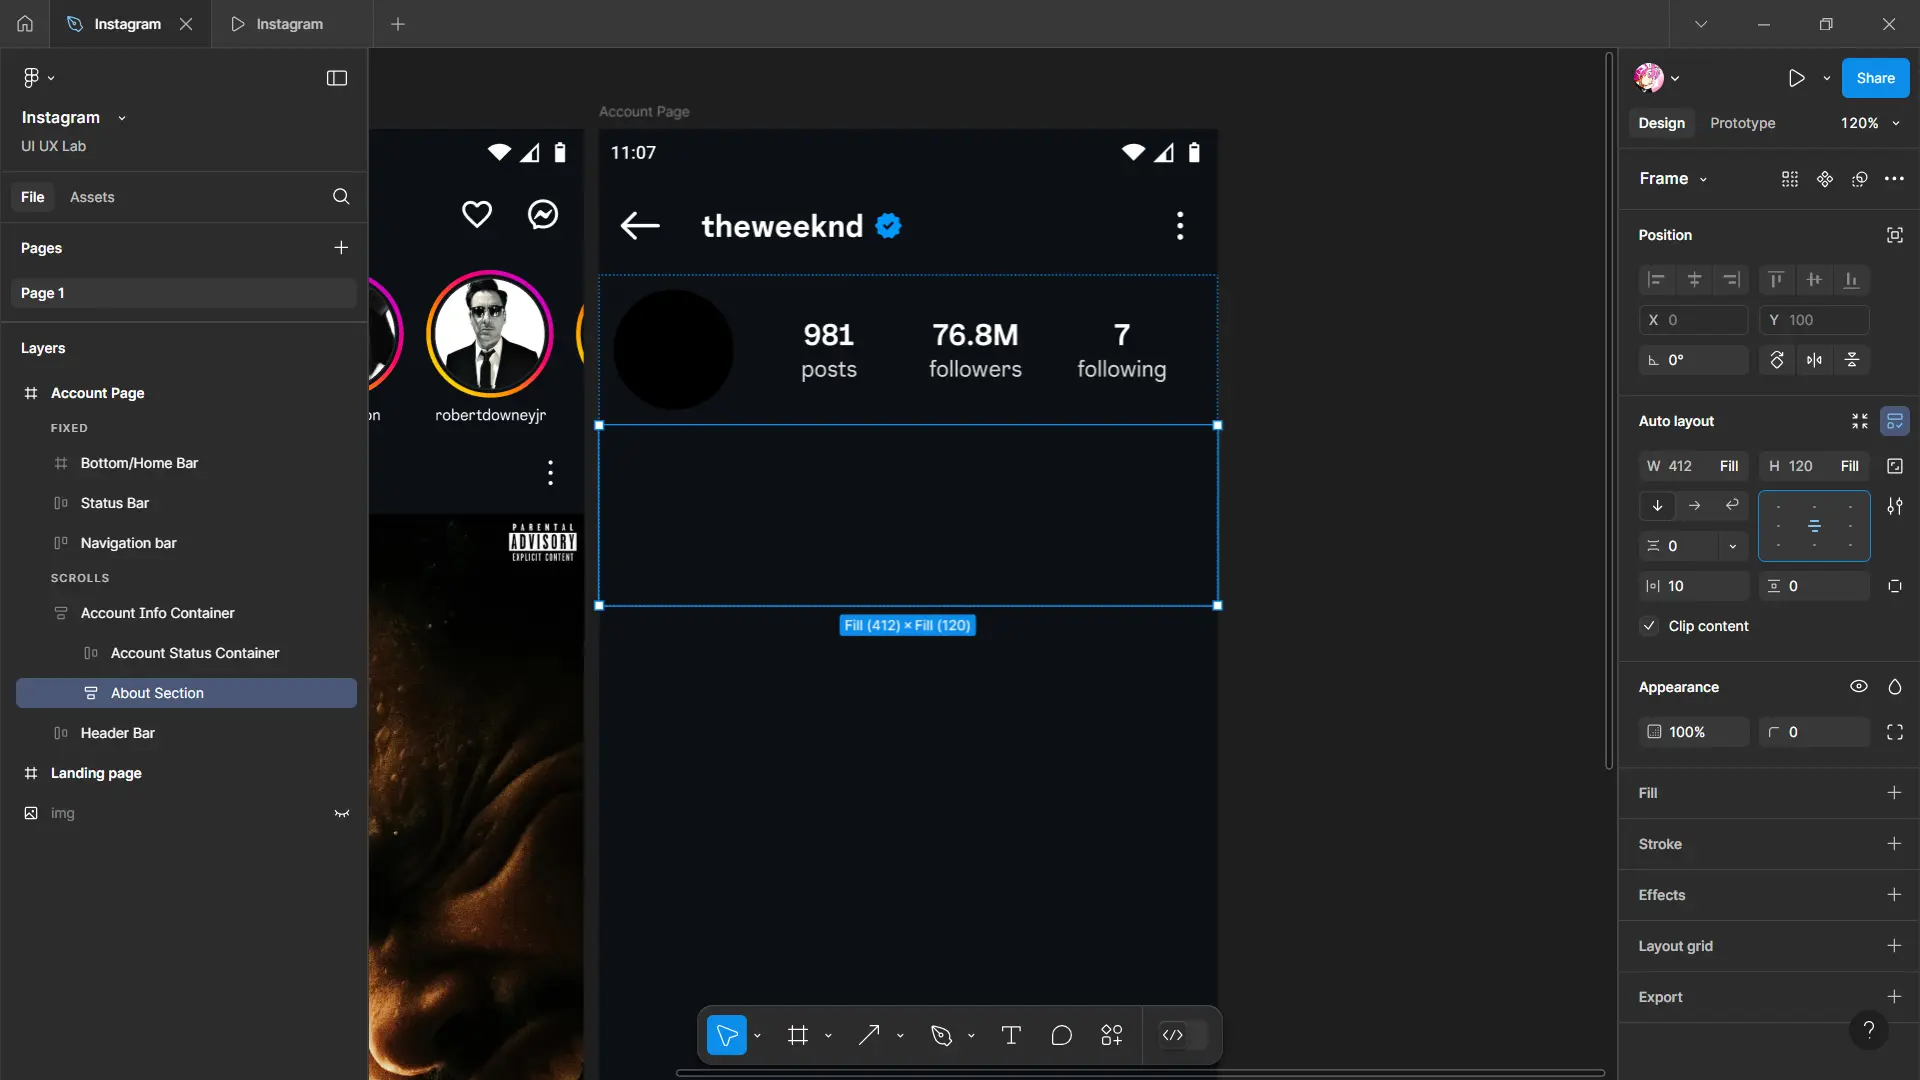 Instagram
Instagram
Instagram
UI UX Lab
File
Assets
Pages
Page 1
Layers
Account Page
FIXED
Bottom/Home Bar
Status Bar
Navigation bar
SCROLLS
Account Info Container
Account Status Container
About Section
Header Bar
Landing page
img
on
robertdowneyjr
PARENTAL
ADVISORY
EXPLICIT CONTENT
Account Page
11:07
theweeknd
981
posts
76.8M
followers
7
following
Fill (412) × Fill (120)
Share
Design
Prototype
120%
Frame
Position
X 0
Y 100
0°
Auto layout
W 412 Fill
H 120 Fill
0
10
0
Clip content
Appearance
100%
0
Fill
Stroke
Effects
Layout grid
Export
?